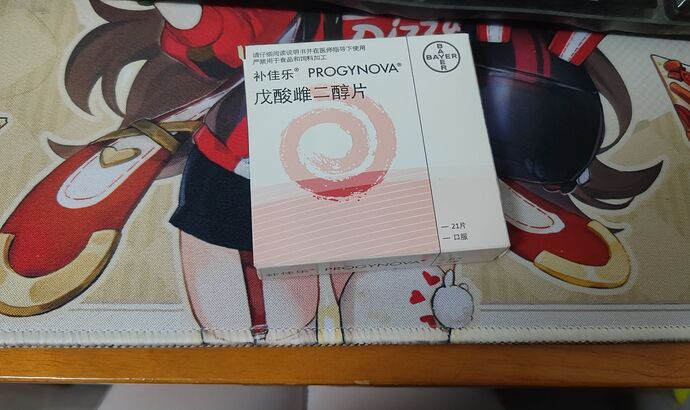 Dizzy
请仔细阅读说明书并在医师指导下使用
严禁用于食品和饲料加工
补佳乐® PROGYNOVA®
戊酸雌二醇片
BAYER
BAYER
— 21片
— 口服
补佳乐® PROGYNOVA®